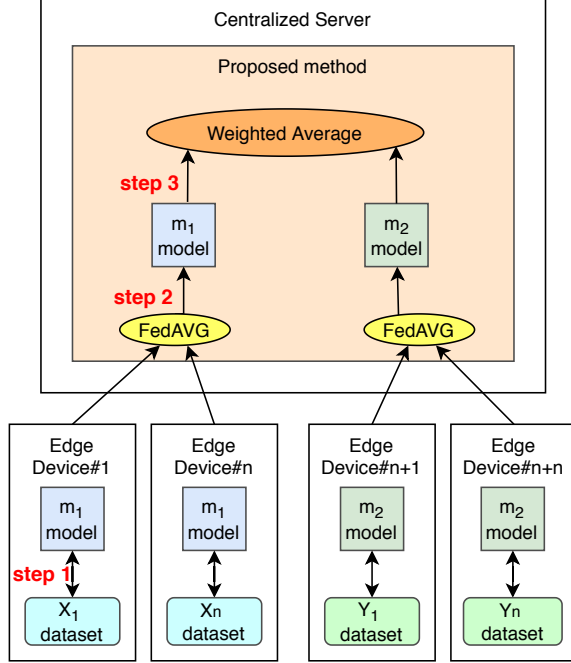 Centralized Server
Proposed method
Weighted Average
step 3
m1
model
m2
model
step 2
FedAVG
FedAVG
Edge
Device#1
Edge
Device#n
Edge
Device#n+1
Edge
Device#n+n
m1
model
m1
model
m2
model
m2
model
step 1
X1
dataset
Xn
dataset
Y1
dataset
Yn
dataset